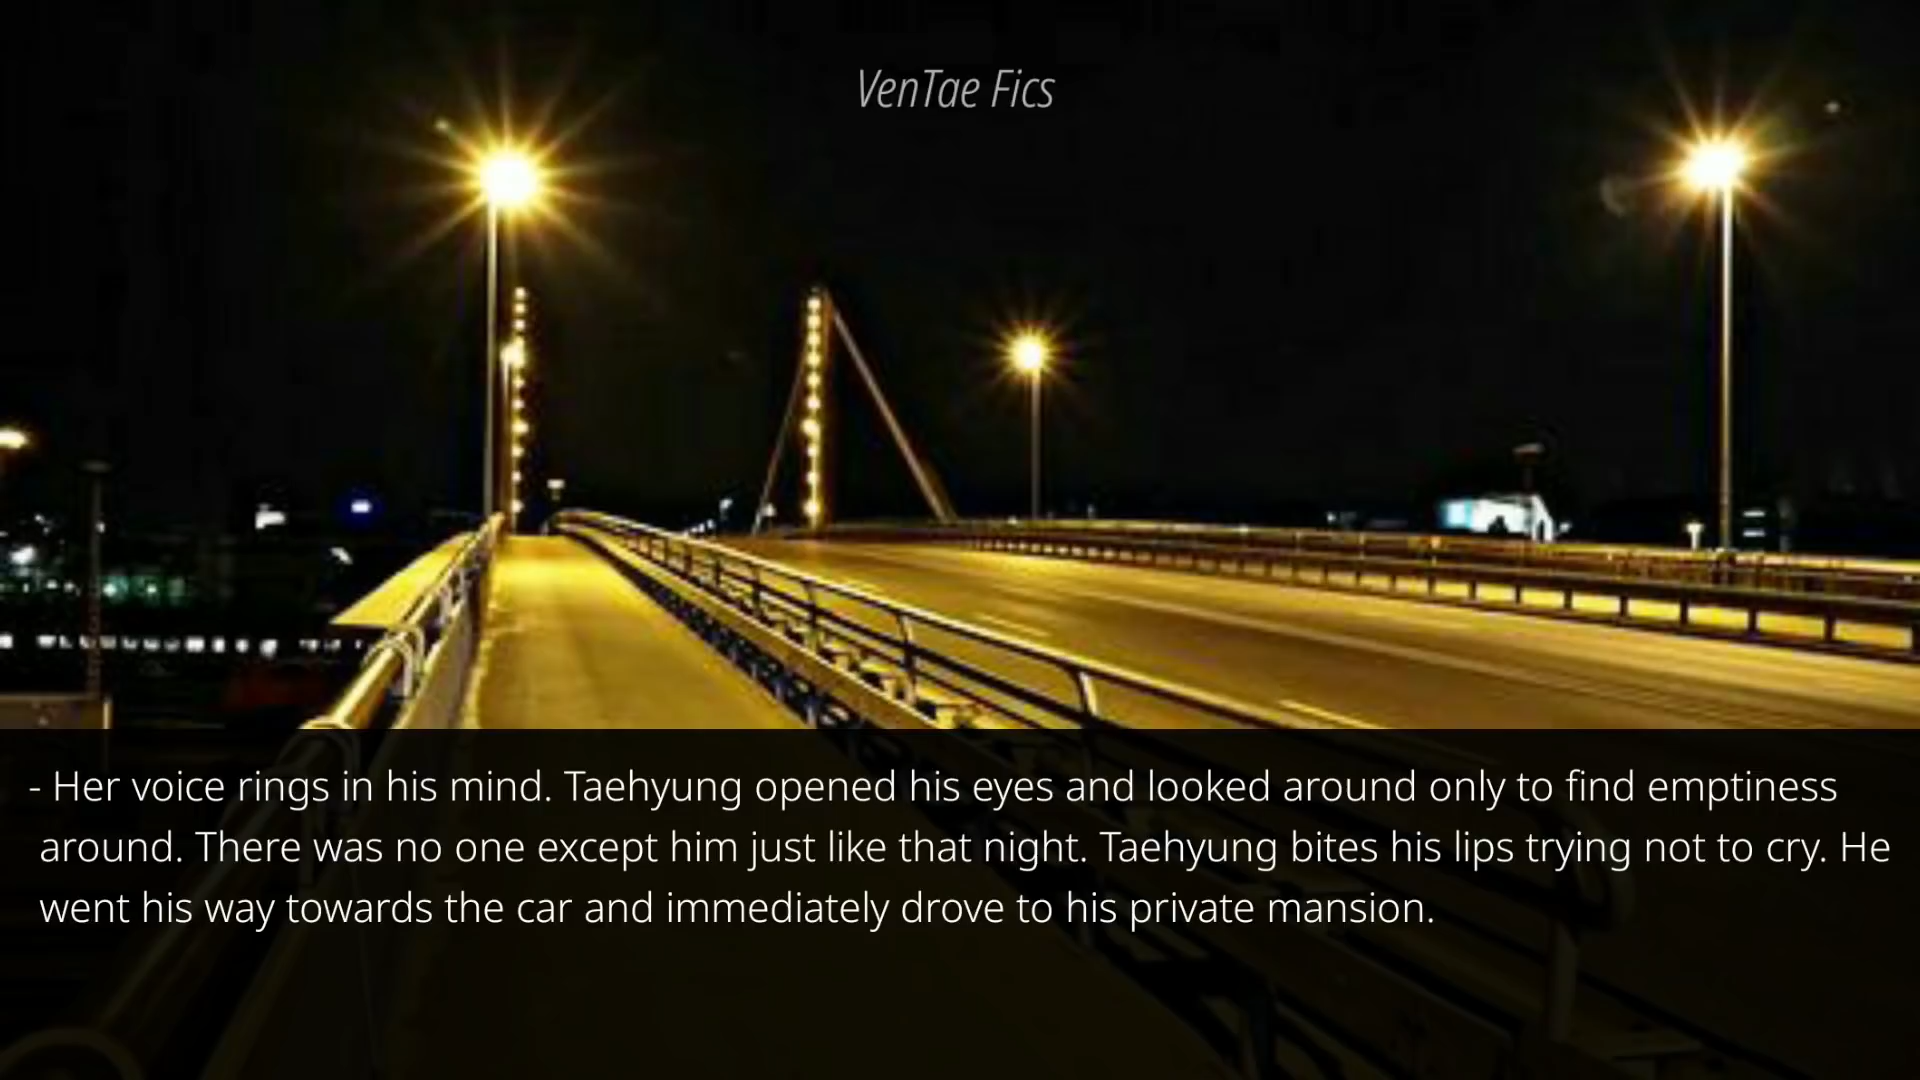 VenTae Fics
- Her voice rings in his mind. Taehyung opened his eyes and looked around only to find emptiness
around. There was no one except him just like that night. Taehyung bites his lips trying not to cry. He
went his way towards the car and immediately drove to his private mansion.